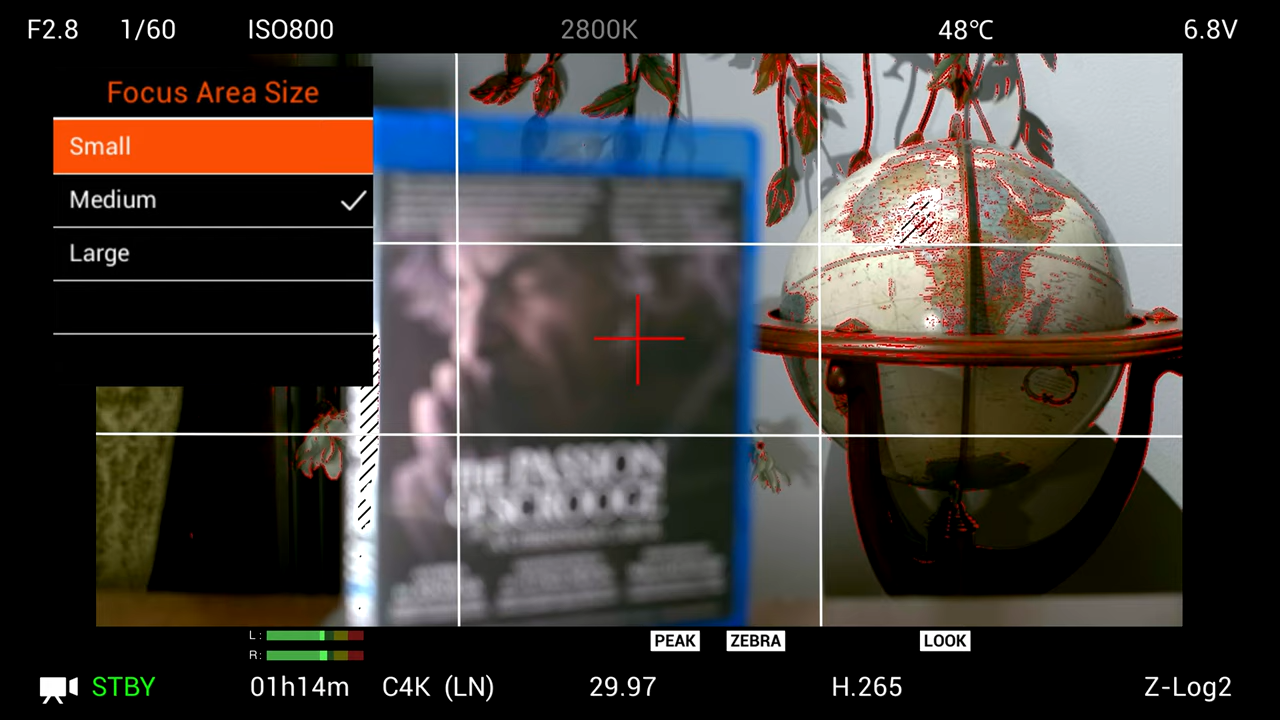 F2.8 1/60 ISO800 2800K 48℃ 6.8V
Focus Area Size
Small
Medium
Large
THE PASSION
OF SCROOGE
L:
R:
PEAK ZEBRA LOOK
STBY 01h14m C4K (LN) 29.97 H.265 Z-Log2